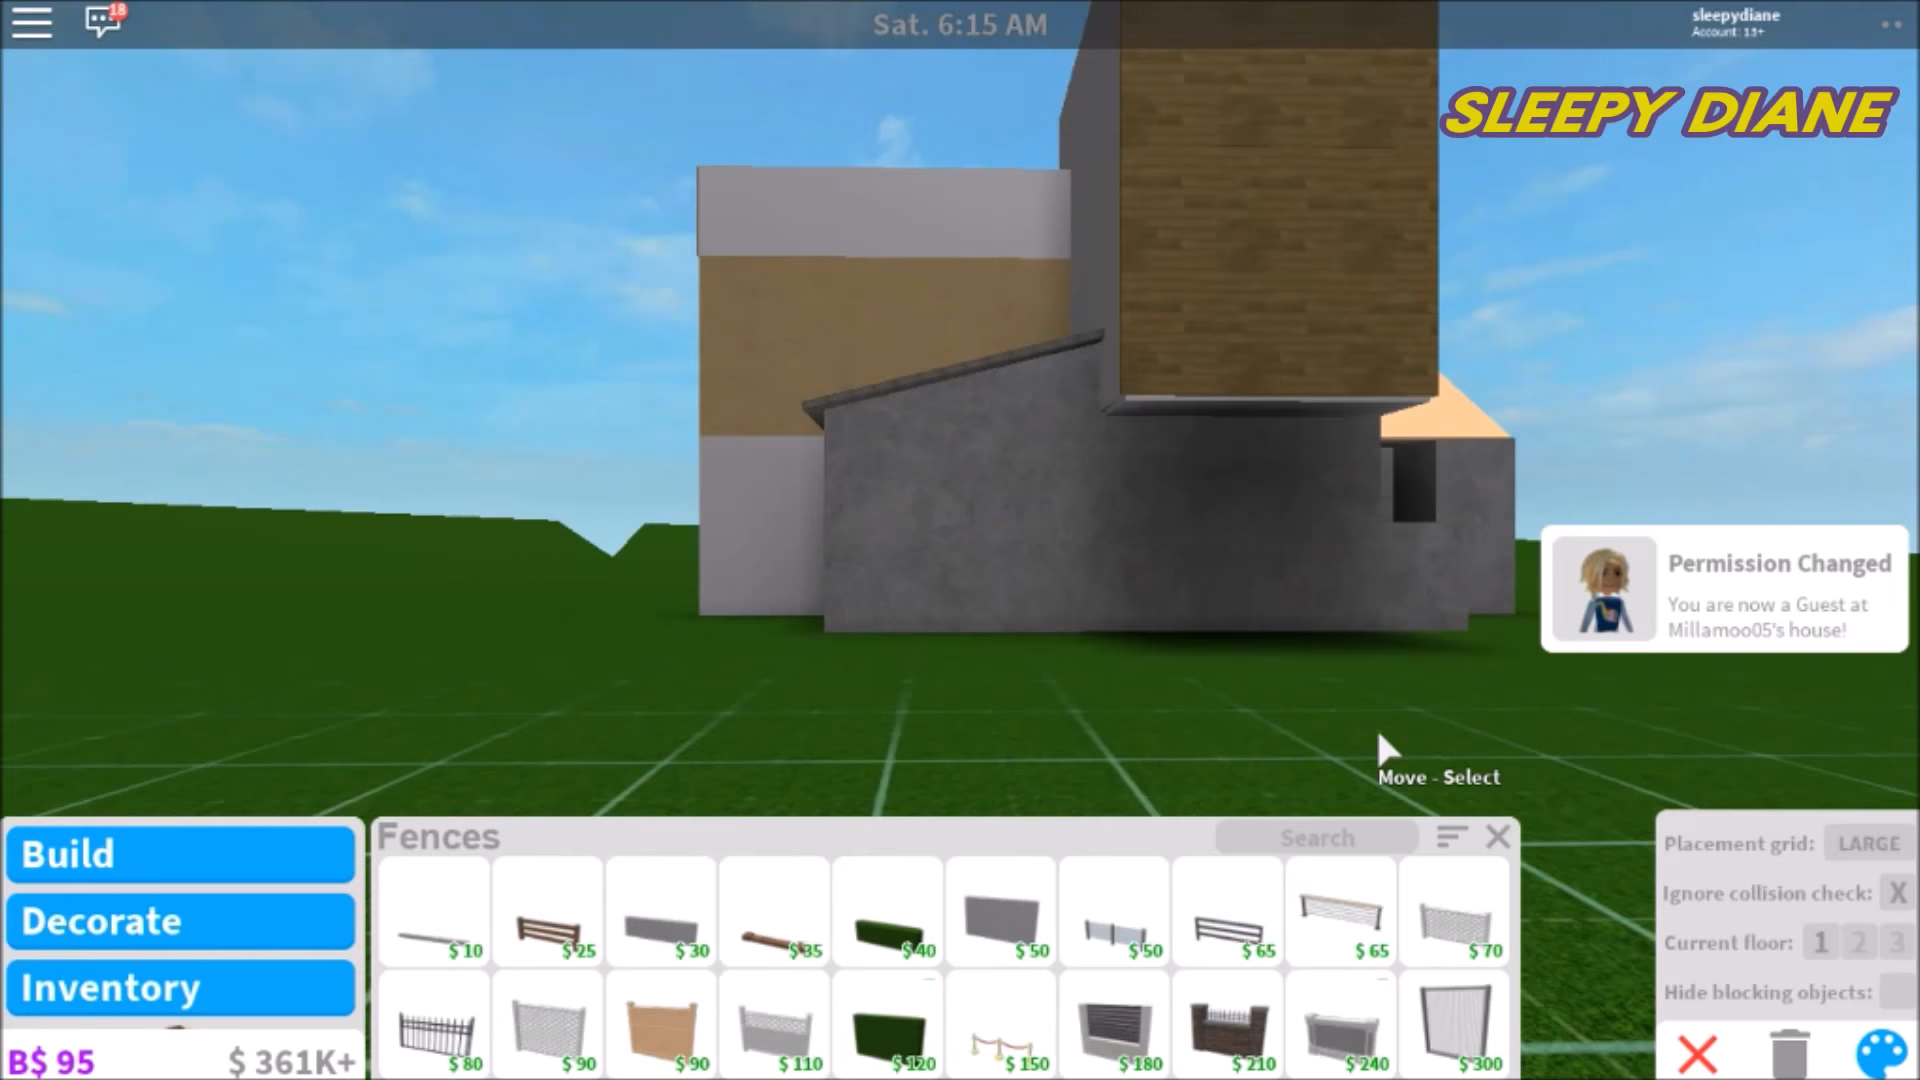 18
Sat. 6:15 AM
sleepydiane
Account: 13+
SLEEPY DIANE
Permission Changed
You are now a Guest at
Millamoo05's house!
Move - Select
Build
Decorate
Inventory
B$ 95
$ 361K+
Fences
Search
$ 10
$ 25
$ 30
$ 35
$ 40
$ 50
$ 50
$ 65
$ 65
$ 70
$ 80
$ 90
$ 90
$ 110
$ 120
$ 150
$ 180
$ 210
$ 240
$ 300
Placement grid: LARGE
Ignore collision check: X
Current floor: 1 2 3
Hide blocking objects: